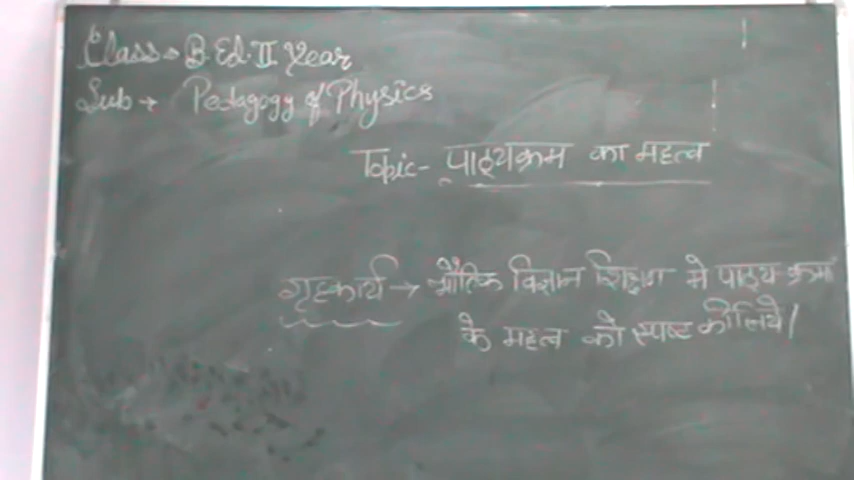 Class → B.Ed. II Year
Sub → Pedagogy of Physics
Topic- पाठ्यक्रम का महत्व
गृहकार्य → भौतिक विज्ञान शिक्षण मे पाठ्य-क्रम
के महत्व को स्पष्ट कीजिये।